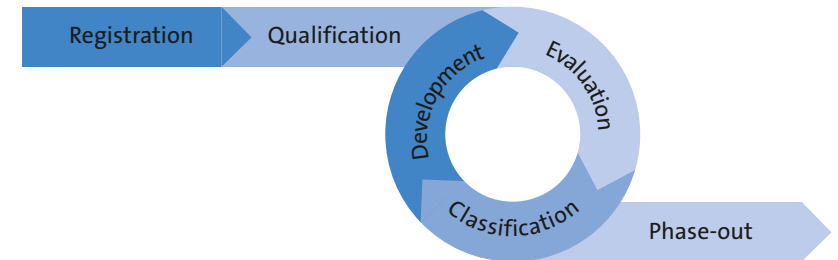 Registration
Qualification
Evaluation
Classification
Development
Phase-out